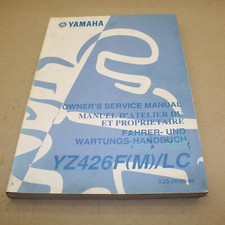 YAMAHA
OWNER'S SERVICE MANUAL
MANUEL D'ATELIER DU
ET PROPRIETAIRE
FAHRER- UND
WARTUNGS-HANDBUCH
YZ426F(M)/LC